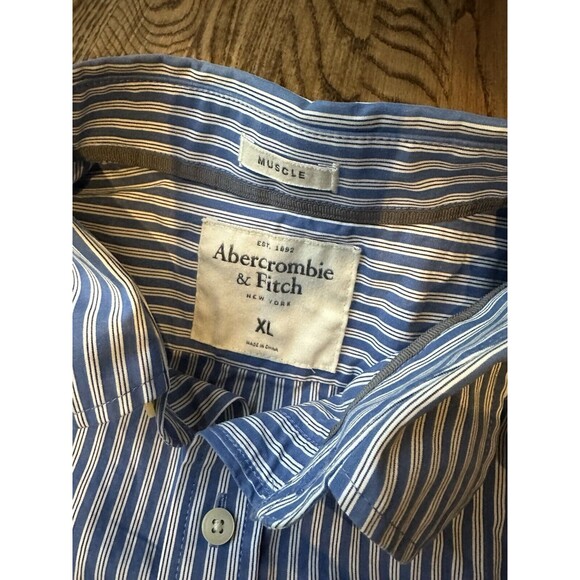 MUSCLE
EST. 1892
Abercrombie
& Fitch
NEW YORK
XL
MADE IN CHINA